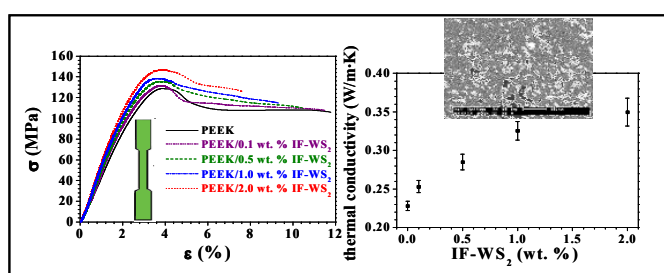 160
140
120
100
80
60
40
20
0
σ (MPa)
PEEK
PEEK/0.1 wt. % IF-WS₂
PEEK/0.5 wt. % IF-WS₂
PEEK/1.0 wt. % IF-WS₂
PEEK/2.0 wt. % IF-WS₂
0 2 4 6 8 10 12
ε (%)
thermal conductivity (W/m·K)
0.40
0.35
0.30
0.25
0.20
0.0 0.5 1.0 1.5 2.0
IF-WS₂ (wt. %)